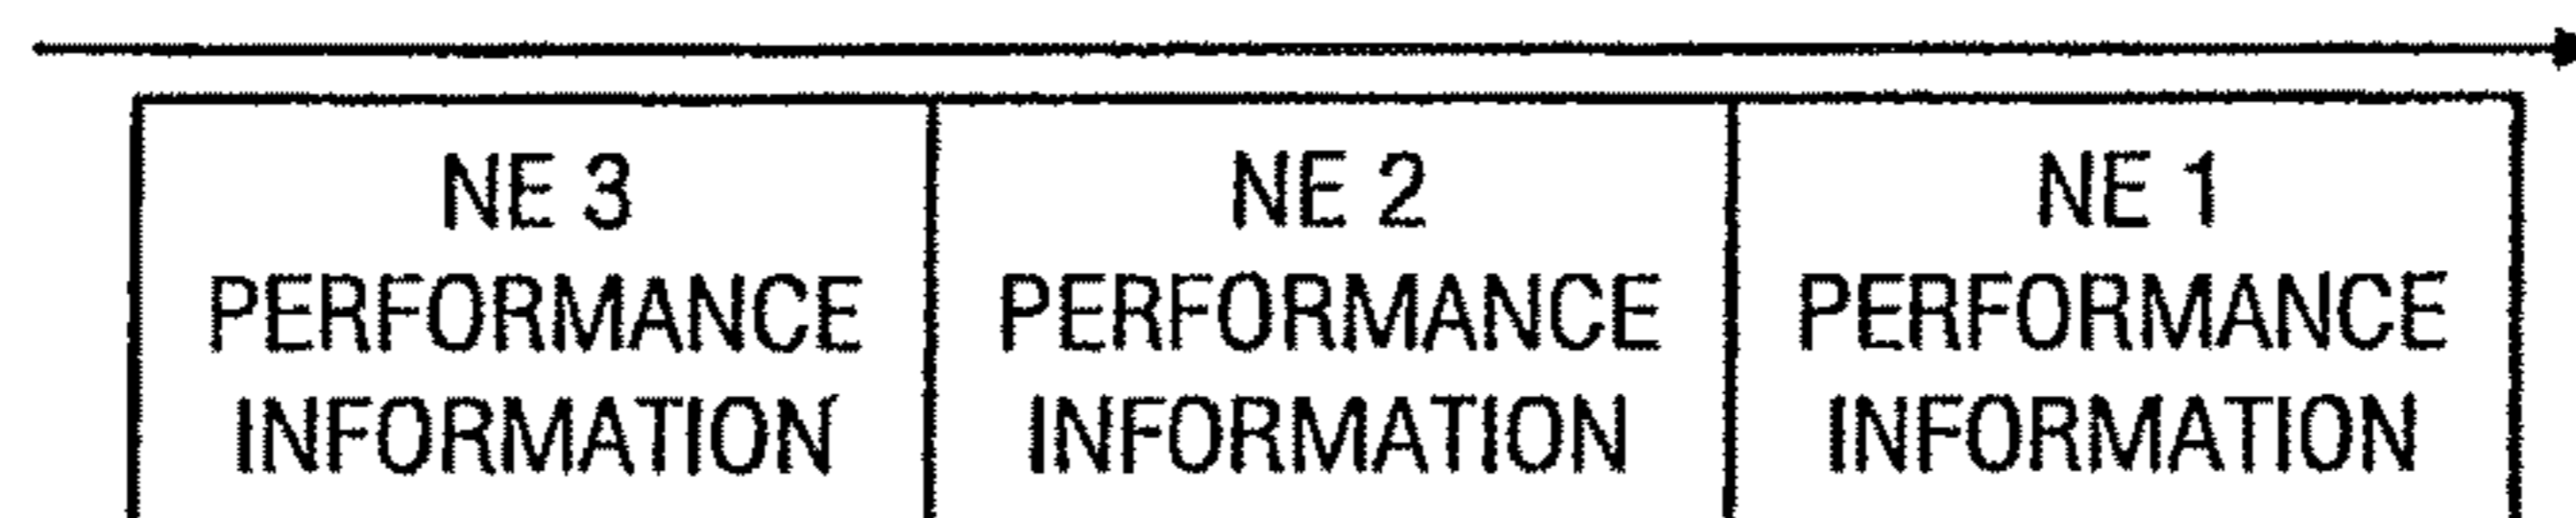 NE 3
PERFORMANCE
INFORMATION
NE 2
PERFORMANCE
INFORMATION
NE 1
PERFORMANCE
INFORMATION